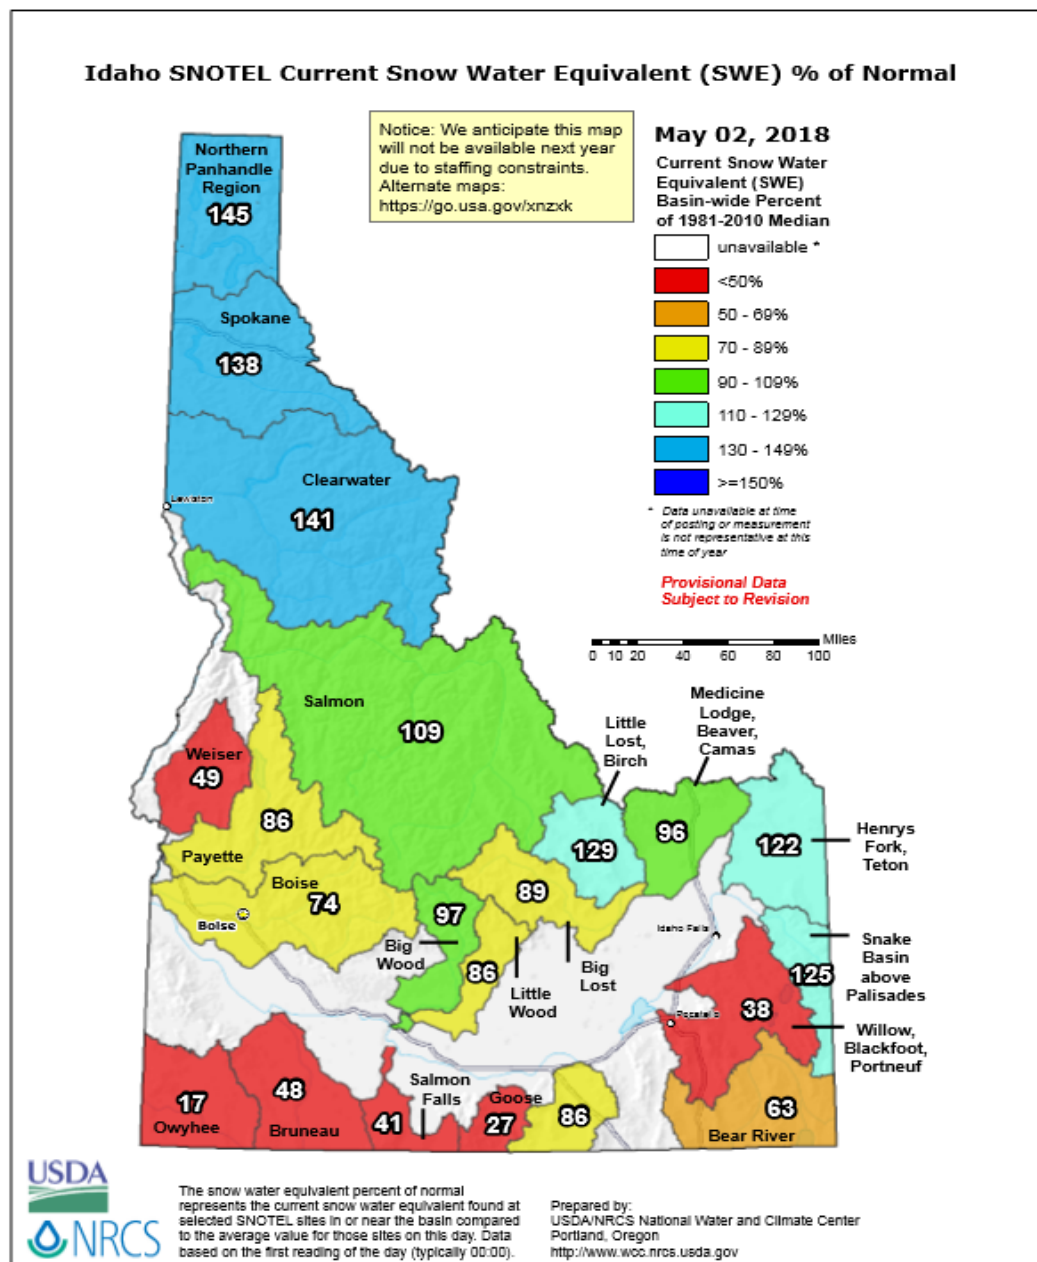 Idaho SNOTEL Current Snow Water Equivalent (SWE) % of Normal
Notice: We anticipate this map
will not be available next year
due to staffing constraints.
Alternate maps:
https://go.usa.gov/xnzxk
May 02, 2018
Current Snow Water
Equivalent (SWE)
Basin-wide Percent
of 1981-2010 Median
unavailable *
<50%
50 - 69%
70 - 89%
90 - 109%
110 - 129%
130 - 149%
>=150%
* Data unavailable at time
of posting or measurement
is not representative at this
time of year
Provisional Data
Subject to Revision
Miles
0 10 20 40 60 80 100
Northern
Panhandle
Region
145
Spokane
138
Clearwater
141
Lewiston
Salmon
109
Medicine
Lodge,
Beaver,
Camas
Little
Lost,
Birch
Weiser
49
86
Payette
96
129
122
Henrys
Fork,
Teton
Boise
74
Boise
89
97
Big
Wood
86
Little
Wood
Big
Lost
Idaho Falls
Snake
Basin
above
Palisades
125
38
Pocatello
Willow,
Blackfoot,
Portneuf
17
Owyhee
48
Bruneau
41
Salmon
Falls
Goose
27
86
63
Bear River
USDA
NRCS
The snow water equivalent percent of normal
represents the current snow water equivalent found at
selected SNOTEL sites in or near the basin compared
to the average value for those sites on this day. Data
based on the first reading of the day (typically 00:00).
Prepared by:
USDA/NRCS National Water and Climate Center
Portland, Oregon
http://www.wcc.nrcs.usda.gov